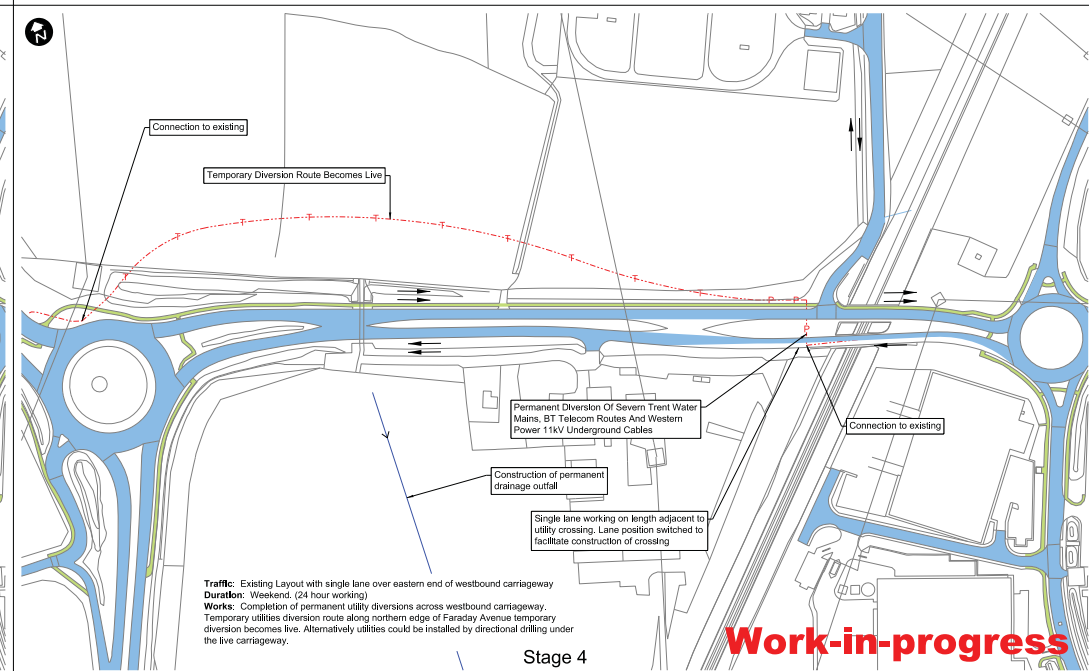 N
Connection to existing
Temporary Diversion Route Becomes Live
Permanent Diversion Of Severn Trent Water
Mains, BT Telecom Routes And Western
Power 11kV Underground Cables
Connection to existing
Construction of permanent
drainage outfall
Single lane working on length adjacent to
utility crossing. Lane position switched to
facilitate construction of crossing
Traffic: Existing Layout with single lane over eastern end of westbound carriageway
Duration: Weekend. (24 hour working)
Works: Completion of permanent utility diversions across westbound carriageway.
Temporary utilities diversion route along northern edge of Faraday Avenue temporary
diversion becomes live. Alternatively utilities could be installed by directional drilling under
the live carriageway.
Stage 4
Work-in-progress